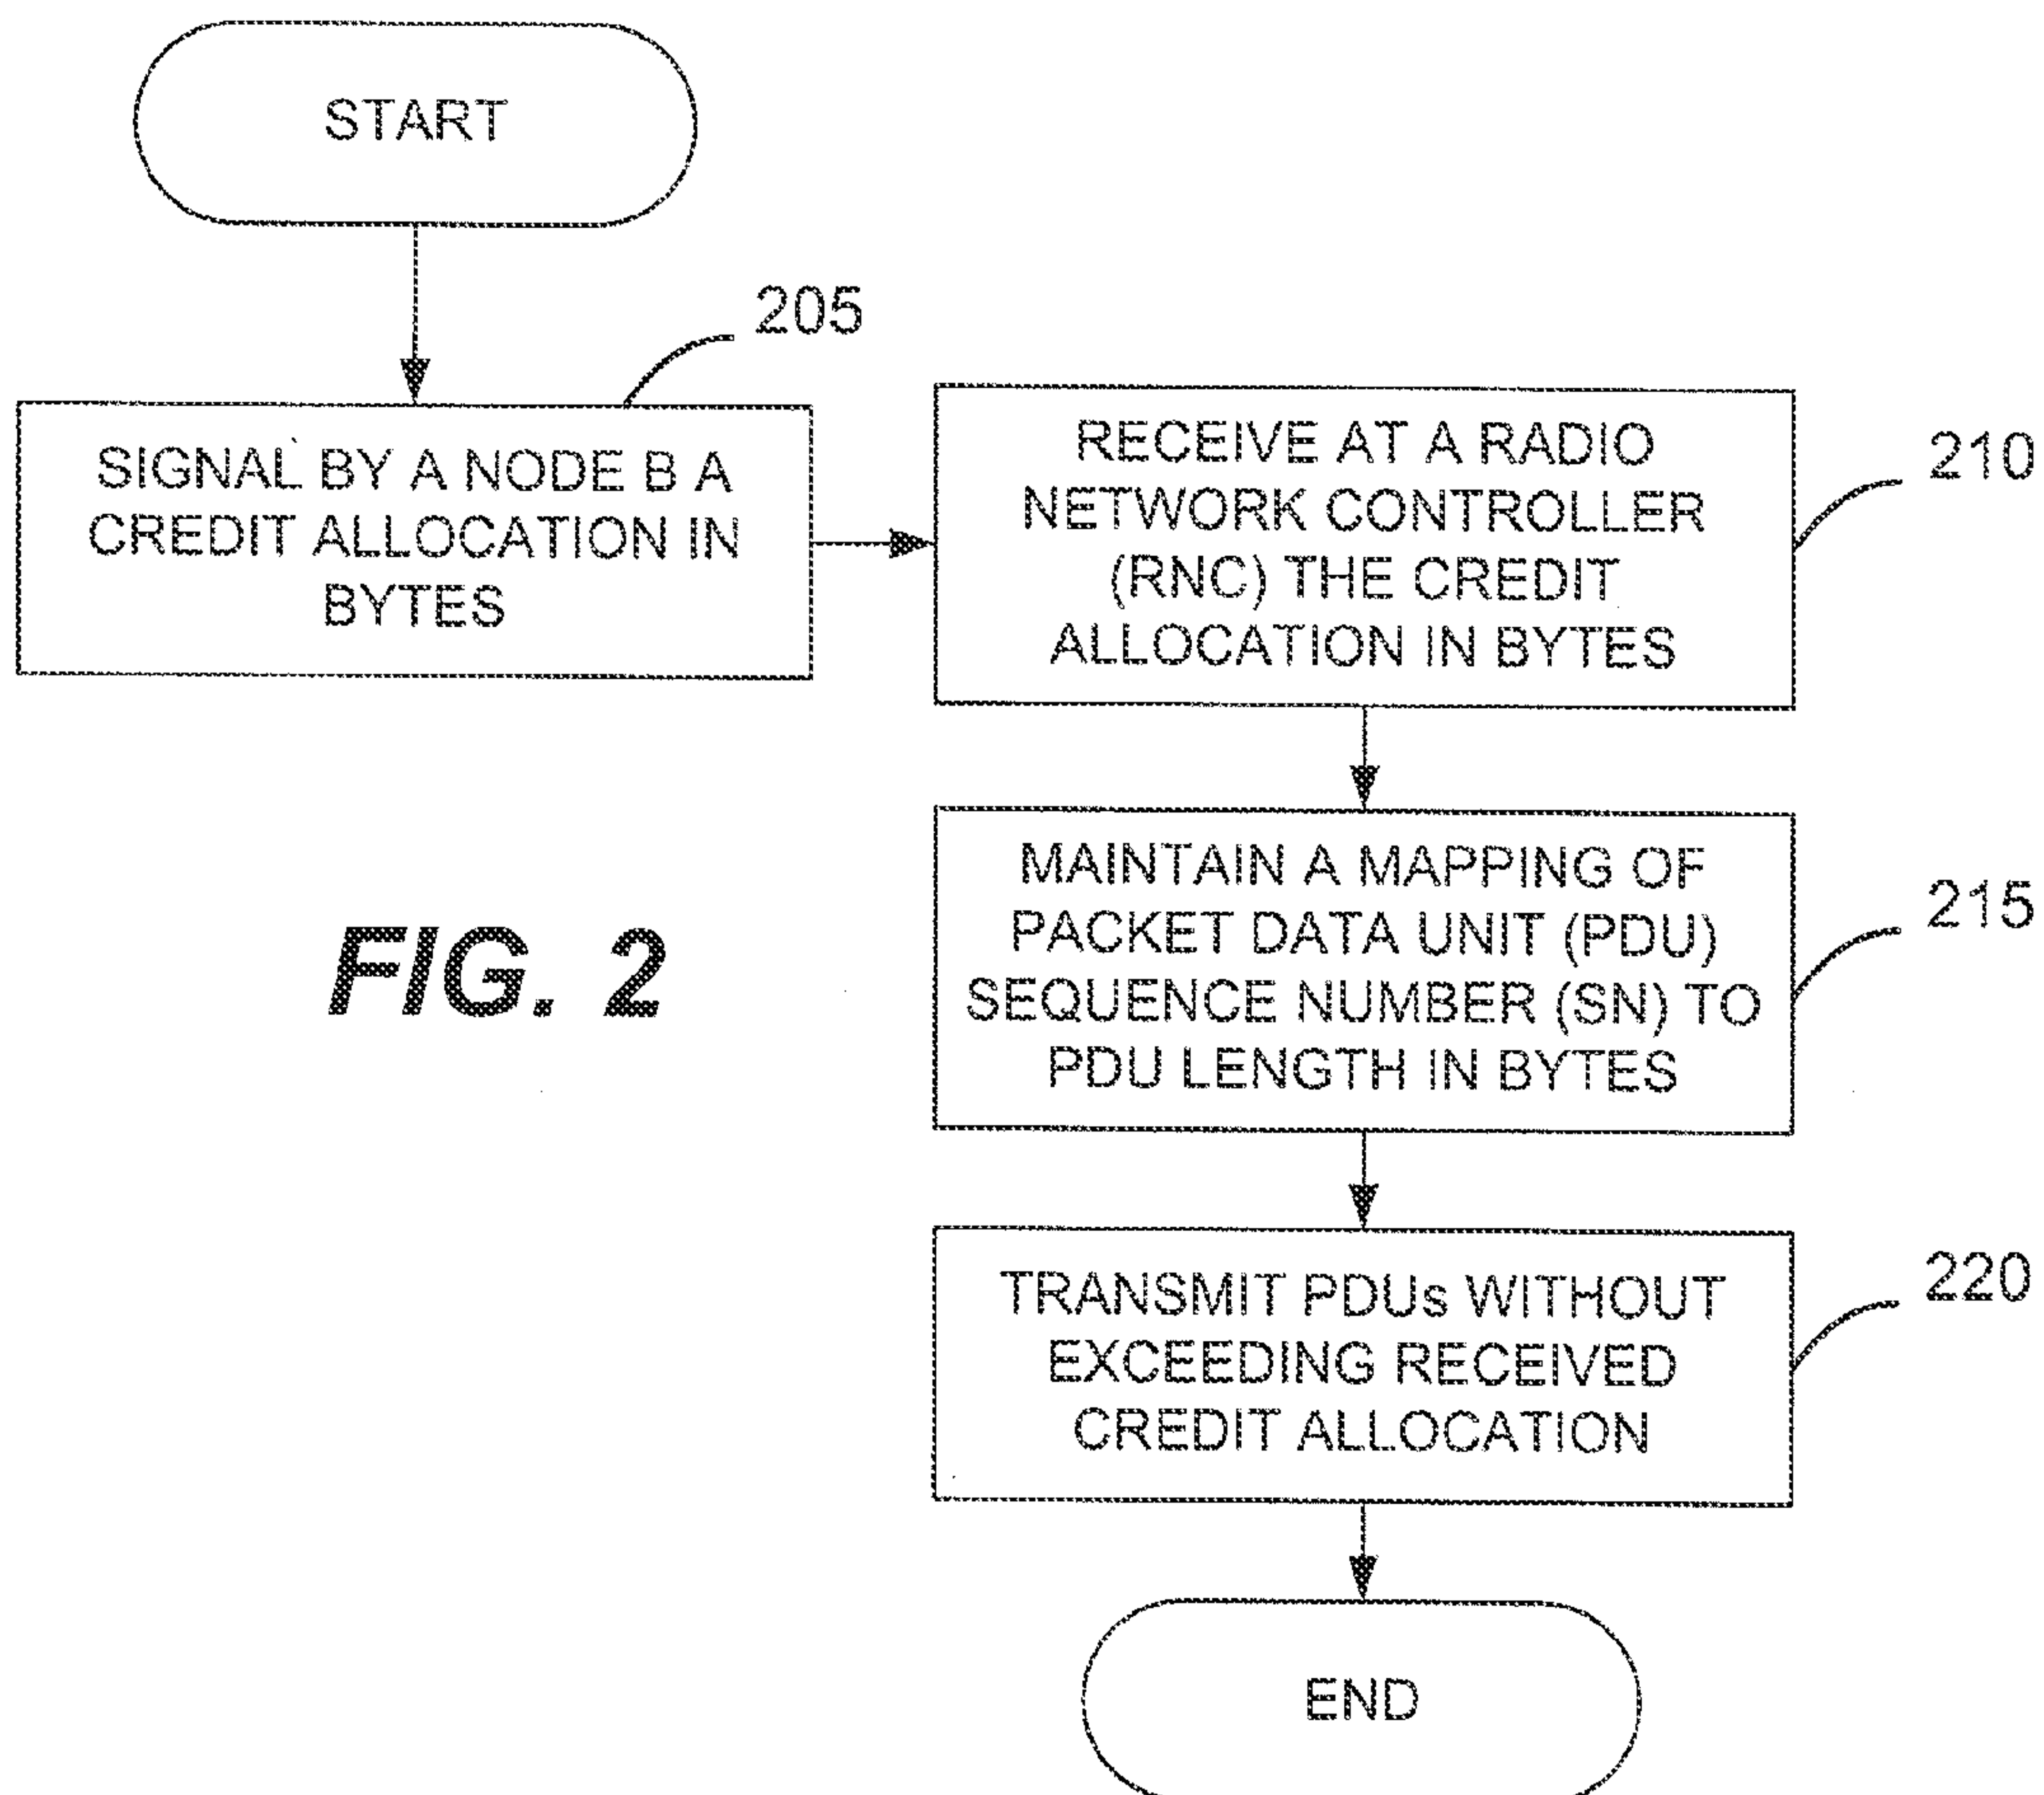 START
205
SIGNAL BY A NODE B A
CREDIT ALLOCATION IN
BYTES
RECEIVE AT A RADIO
NETWORK CONTROLLER
(RNC) THE CREDIT
ALLOCATION IN BYTES
210
MAINTAIN A MAPPING OF
PACKET DATA UNIT (PDU)
SEQUENCE NUMBER (SN) TO
PDU LENGTH IN BYTES
215
FIG. 2
TRANSMIT PDUs WITHOUT
EXCEEDING RECEIVED
CREDIT ALLOCATION
220
END